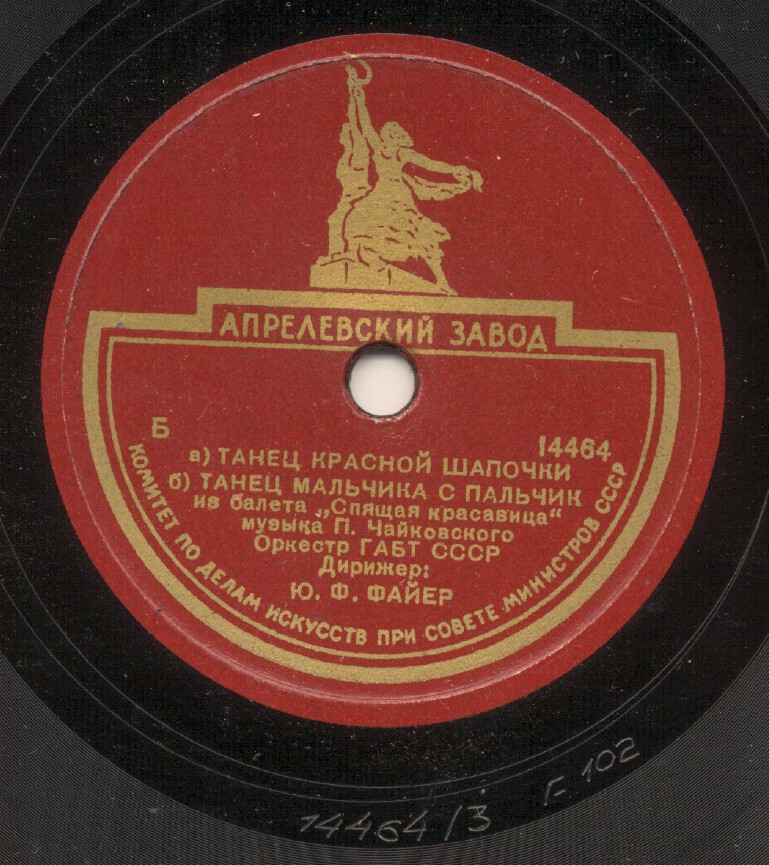 АПРЕЛЕВСКИЙ ЗАВОД
Б
14464
а) ТАНЕЦ КРАСНОЙ ШАПОЧКИ
б) ТАНЕЦ МАЛЬЧИКА С ПАЛЬЧИК
из балета „Спящая красавица“
музыка П. Чайковского
Оркестр ГАБТ СССР
Дирижер:
Ю. Ф. ФАЙЕР
КОМИТЕТ ПО ДЕЛАМ ИСКУССТВ ПРИ СОВЕТЕ МИНИСТРОВ СССР
14464/3 F 102